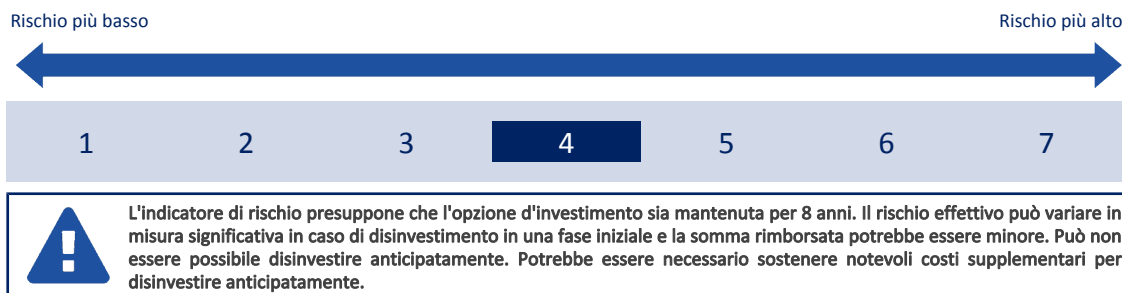 Rischio più basso Rischio più alto
1 2 3 4 5 6 7
L'indicatore di rischio presuppone che l'opzione d'investimento sia mantenuta per 8 anni. Il rischio effettivo può variare in
misura significativa in caso di disinvestimento in una fase iniziale e la somma rimborsata potrebbe essere minore. Può non
essere possibile disinvestire anticipatamente. Potrebbe essere necessario sostenere notevoli costi supplementari per
disinvestire anticipatamente.